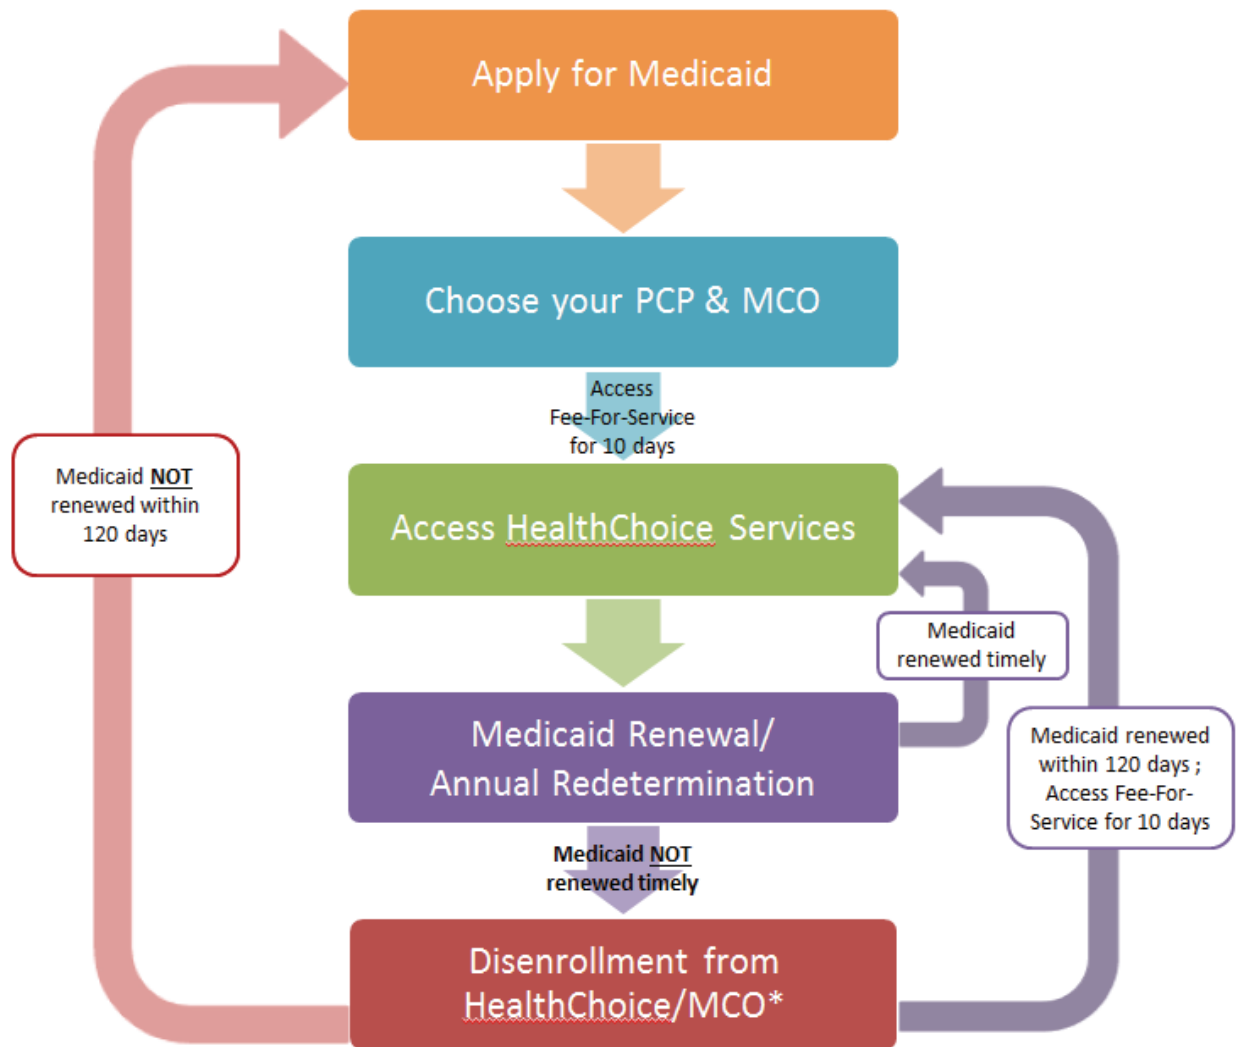 Apply for Medicaid
Choose your PCP & MCO
Access
Fee-For-Service
for 10 days
Medicaid NOT
renewed within
120 days
Access HealthChoice Services
Medicaid
renewed timely
Medicaid Renewal/
Annual Redetermination
Medicaid renewed
within 120 days ;
Access Fee-For-
Service for 10 days
Medicaid NOT
renewed timely
Disenrollment from
HealthChoice/MCO*